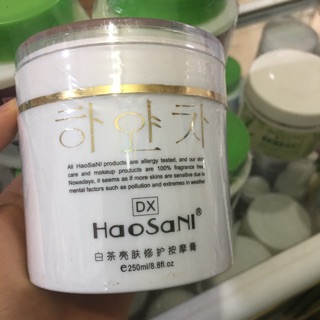 하얀차
All HaoSaNi products are allergy tested, and our skin
care and makeup products are 100% fragrance free.
Nowadays, it seems as if more skins are sensitive due to
mental factors such as pollution and extremes in weather
DX
HaoSaNI®
白茶亮肤修护按摩膏
℮250ml/8.8fl.oz